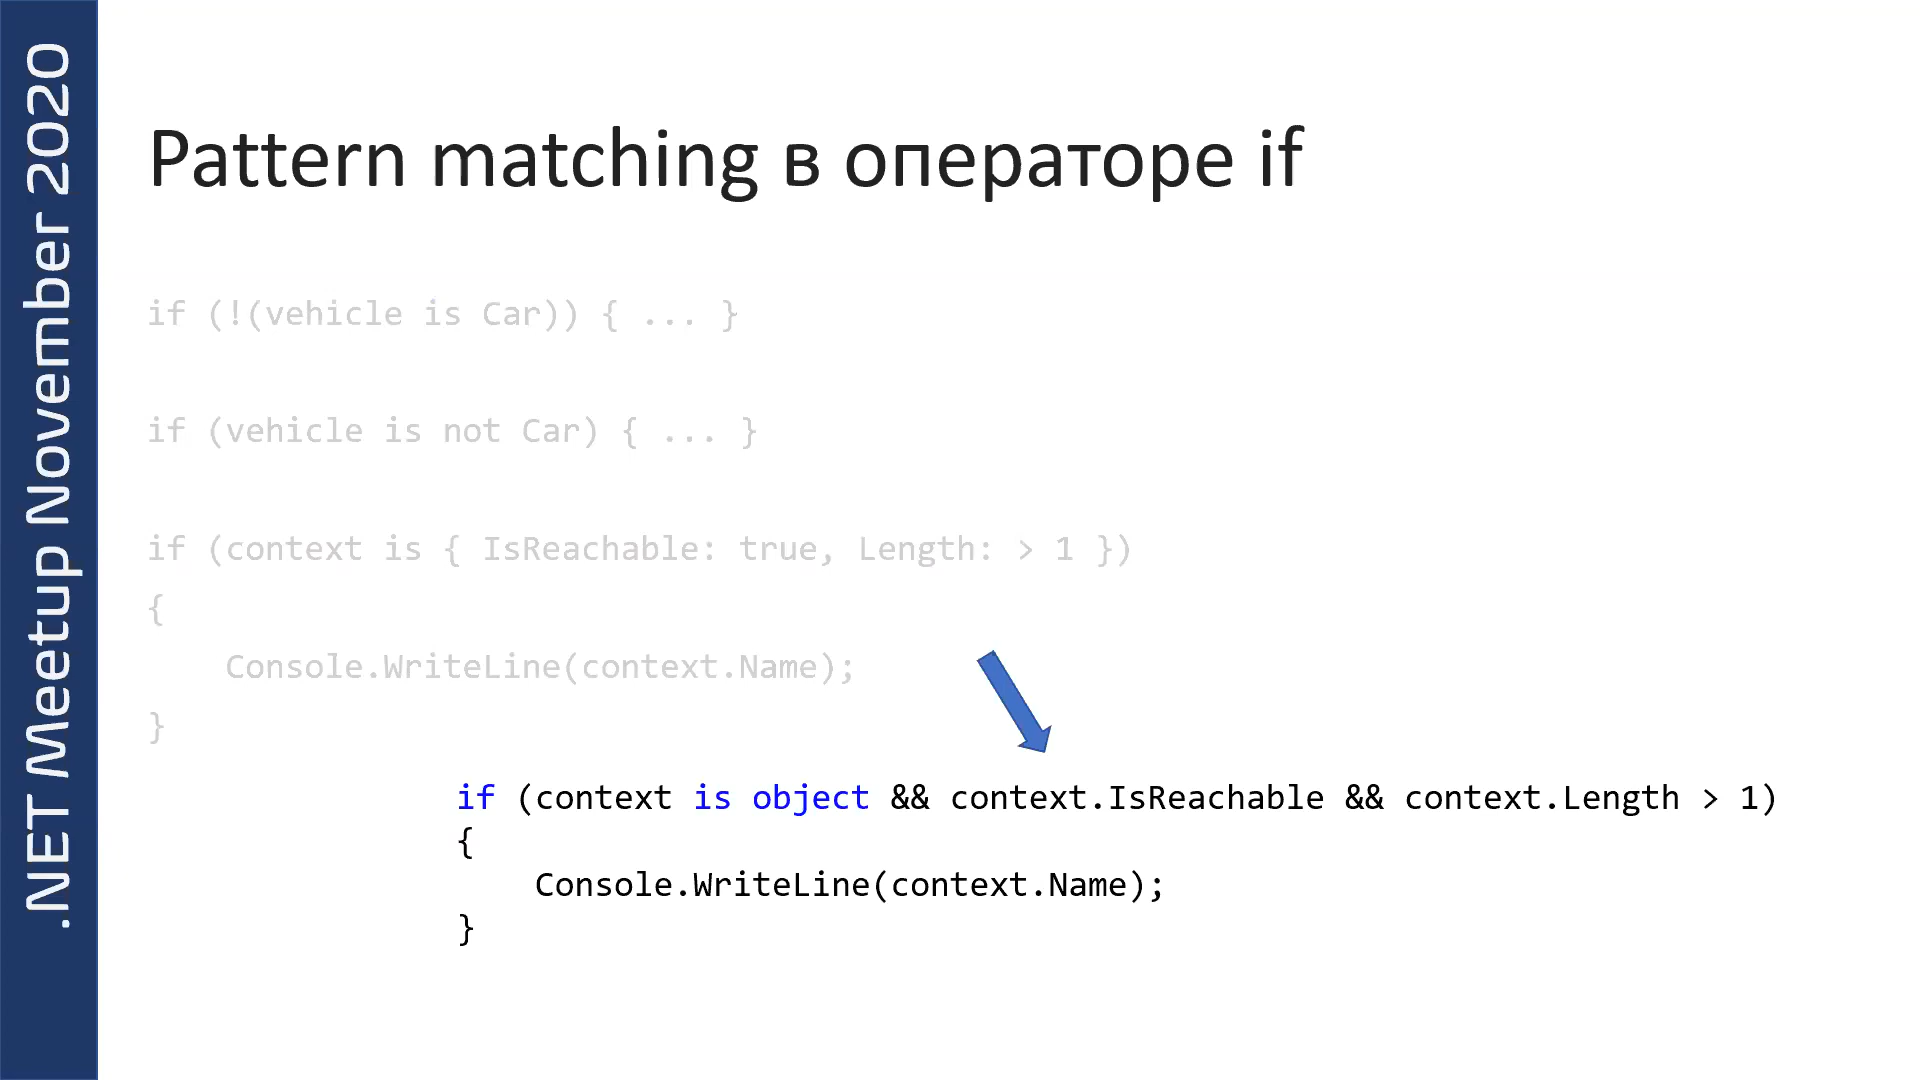 .NET Meetup November 2020
Pattern matching в операторе if
if (!(vehicle is Car)) { ... }
if (vehicle is not Car) { ... }
if (context is { IsReachable: true, Length: > 1 })
{
Console.WriteLine(context.Name);
}
if (context is object && context.IsReachable && context.Length > 1)
{
Console.WriteLine(context.Name);
}